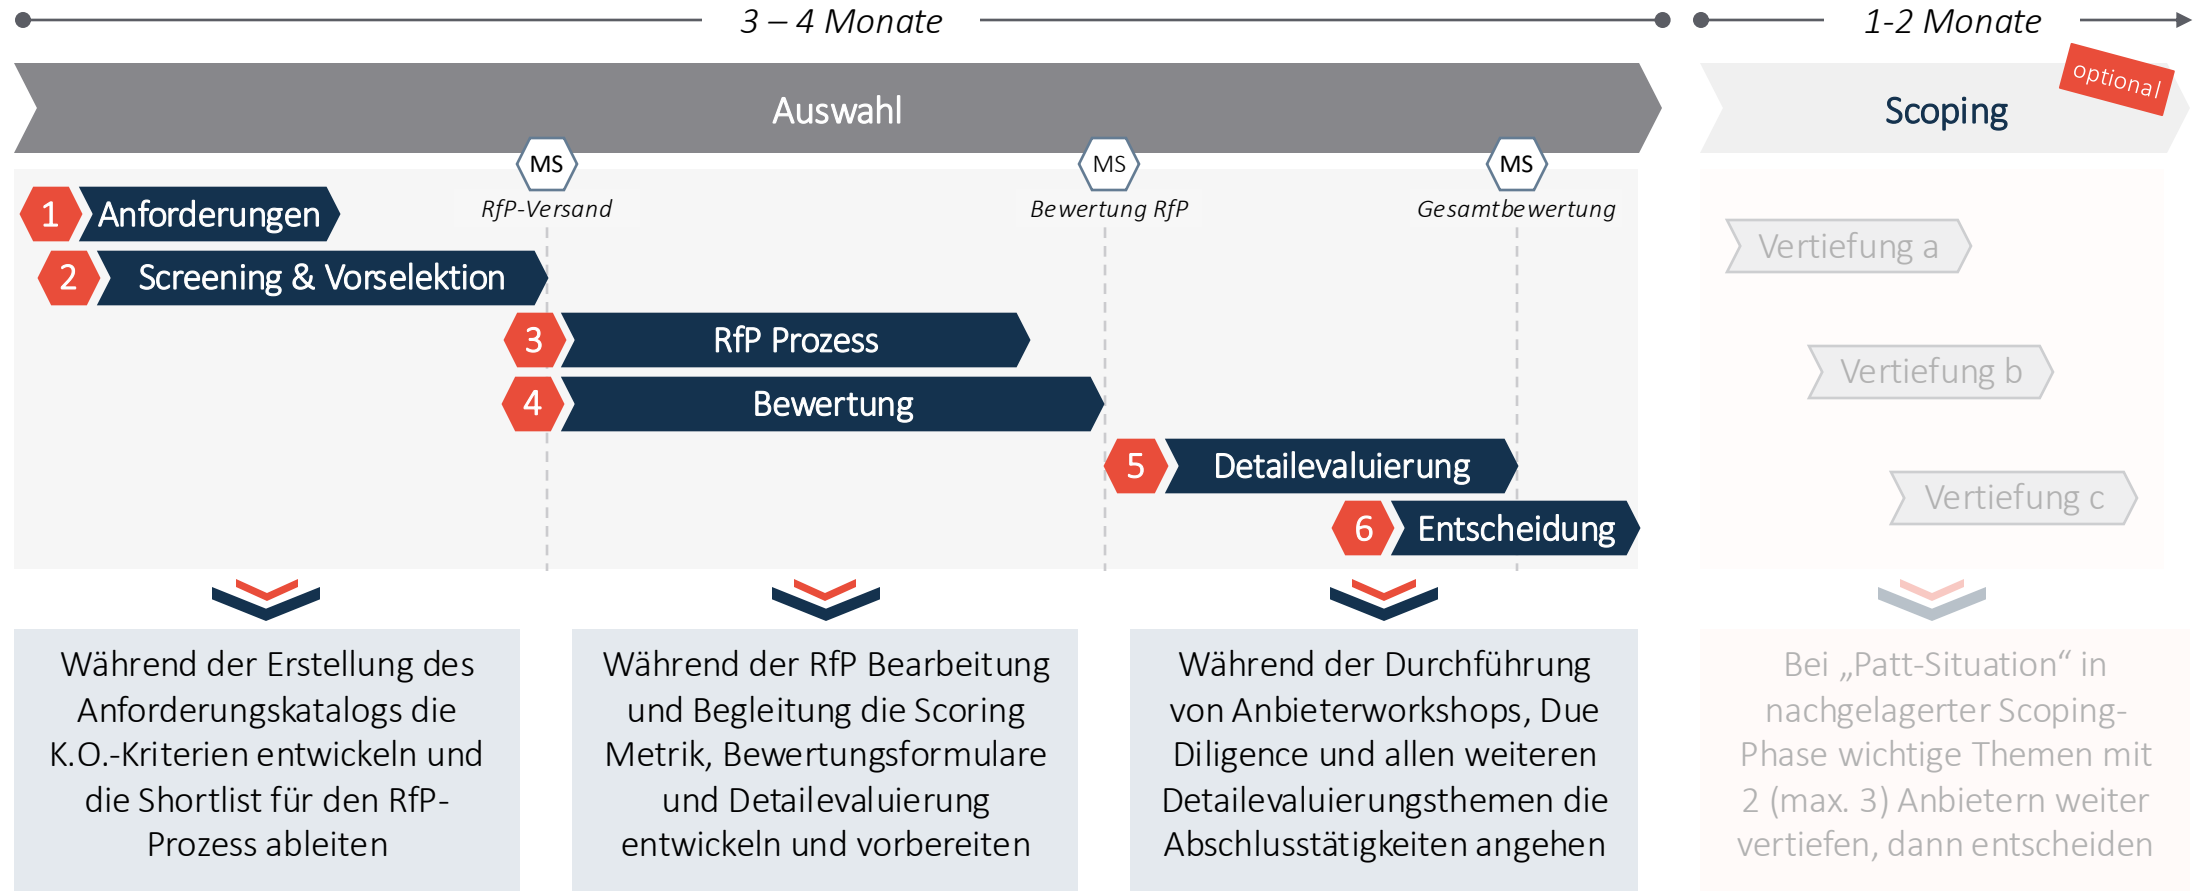 3 – 4 Monate
1-2 Monate
optional
Auswahl
Scoping
MS
MS
MS
RfP-Versand
Bewertung RfP
Gesamtbewertung
1
Anforderungen
2
Screening & Vorselektion
3
RfP Prozess
4
Bewertung
5
Detailevaluierung
6
Entscheidung
Vertiefung a
Vertiefung b
Vertiefung c
Während der Erstellung des
Anforderungskatalogs die
K.O.-Kriterien entwickeln und
die Shortlist für den RfP-
Prozess ableiten
Während der RfP Bearbeitung
und Begleitung die Scoring
Metrik, Bewertungsformulare
und Detailevaluierung
entwickeln und vorbereiten
Während der Durchführung
von Anbieterworkshops, Due
Diligence und allen weiteren
Detailevaluierungsthemen die
Abschlusstätigkeiten angehen
Bei „Patt-Situation“ in
nachgelagerter Scoping-
Phase wichtige Themen mit
2 (max. 3) Anbietern weiter
vertiefen, dann entscheiden